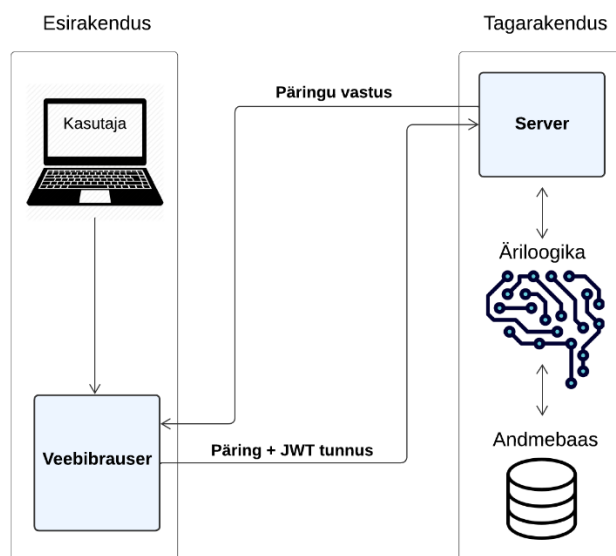 Esirakendus
Tagarakendus
Kasutaja
Päringu vastus
Server
Äriloogika
Andmebaas
Veebibrauser
Päring + JWT tunnus